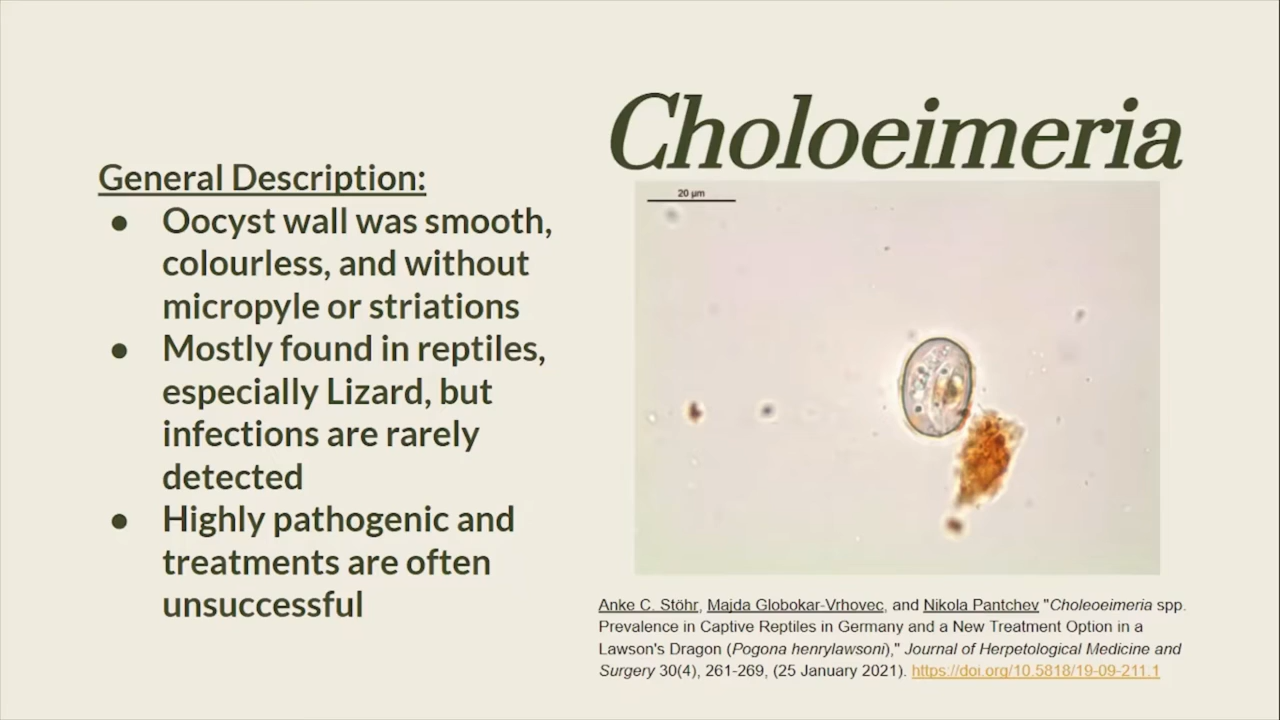 Choloeimeria
General Description:
● Oocyst wall was smooth,
colourless, and without
micropyle or striations
● Mostly found in reptiles,
especially Lizard, but
infections are rarely
detected
● Highly pathogenic and
treatments are often
unsuccessful
20 µm
Anke C. Stöhr, Majda Globokar-Vrhovec, and Nikola Pantchev "Choleoeimeria spp.
Prevalence in Captive Reptiles in Germany and a New Treatment Option in a
Lawson's Dragon (Pogona henrylawsoni)," Journal of Herpetological Medicine and
Surgery 30(4), 261-269, (25 January 2021). https://doi.org/10.5818/19-09-211.1